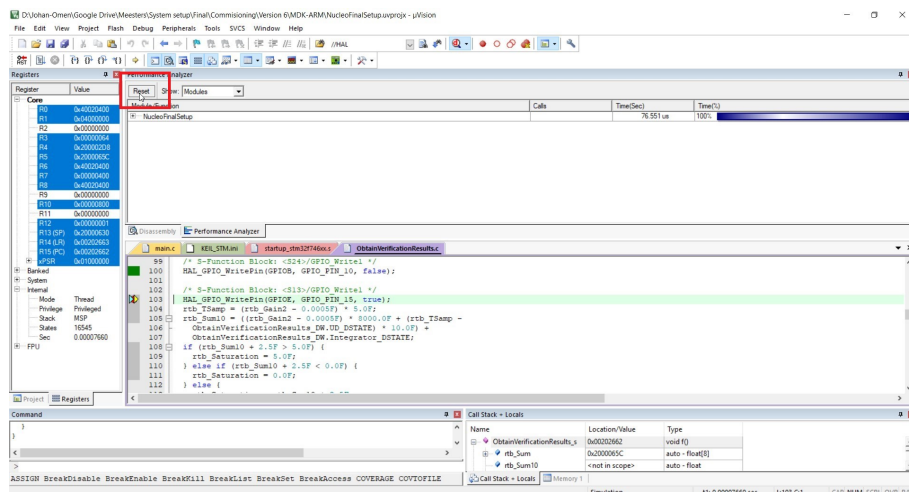 D:\Johan-Omen\Google Drive\Meesters\System setup\Final\Commisioning\Version 6\MDK-ARM\NucleoFinalSetup.uvprojx - µVision
File Edit View Project Flash Debug Peripherals Tools SVCS Window Help
//HAL
RST
Registers
Performance Analyzer
Register Value
Reset Show: Modules
Core
R0 0x40020400
R1 0x04000000
R2 0x00000000
R3 0x00000064
R4 0x200002D8
R5 0x2000065C
R6 0x40020400
R7 0x00000400
R8 0x40020400
R9 0x00000000
R10 0x00000800
R11 0x00000000
R12 0x00000001
R13 (SP) 0x20000630
R14 (LR) 0x00202663
R15 (PC) 0x00202662
xPSR 0x01000000
Banked
System
Internal
Mode Thread
Privilege Privileged
Stack MSP
States 16545
Sec 0.00007660
FPU
Project Registers
Module/Function Calls Time(Sec) Time(%)
NucleoFinalSetup 76.551 us 100%
Disassembly Performance Analyzer
main.c KEIL_STM.ini startup_stm32f746xx.s ObtainVerificationResults.c
99 /* S-Function Block: <S24>/GPIO_Write1 */
100 HAL_GPIO_WritePin(GPIOB, GPIO_PIN_10, false);
101
102 /* S-Function Block: <S13>/GPIO_Write1 */
103 HAL_GPIO_WritePin(GPIOE, GPIO_PIN_15, true);
104 rtb_TSamp = (rtb_Gain2 - 0.0005F) * 5.0F;
105 rtb_Sum10 = ((rtb_Gain2 - 0.0005F) * 8000.0F + (rtb_TSamp -
106 ObtainVerificationResults_DW.UD_DSTATE) * 10.0F) +
107 ObtainVerificationResults_DW.Integrator_DSTATE;
108 if (rtb_Sum10 + 2.5F > 5.0F) {
109 rtb_Saturation = 5.0F;
110 } else if (rtb_Sum10 + 2.5F < 0.0F) {
111 rtb_Saturation = 0.0F;
112 } else {
Command
}
}
>
ASSIGN BreakDisable BreakEnable BreakKill BreakList BreakSet BreakAccess COVERAGE COVTOFILE
Call Stack + Locals
Name Location/Value Type
ObtainVerificationResults_s 0x00202662 void f()
rtb_Sum 0x2000065C auto - float[8]
rtb_Sum10 <not in scope> auto - float
Call Stack + Locals Memory 1